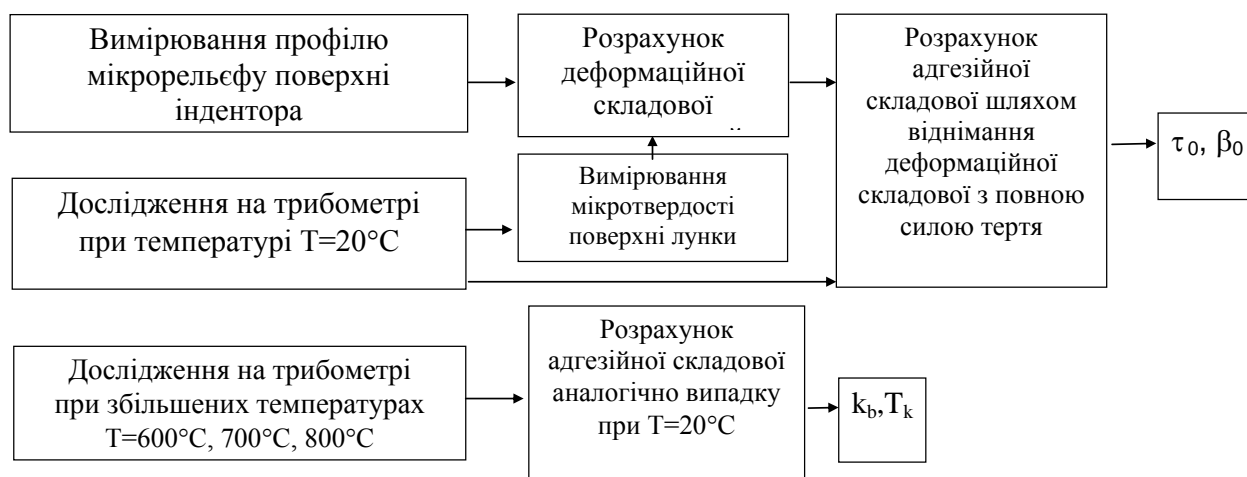 Вимірювання профілю
мікрорельєфу поверхні
індентора
Розрахунок
деформаційної
складової
Розрахунок
адгезійної
складової шляхом
віднімання
деформаційної
складової з повною
силою тертя
τ₀, β₀
Дослідження на трибометрі
при температурі T=20°C
Вимірювання
мікротвердості
поверхні лунки
Дослідження на трибометрі
при збільшених температурах
T=600°C, 700°C, 800°C
Розрахунок
адгезійної складової
аналогічно випадку
при T=20°C
k_b,T_k